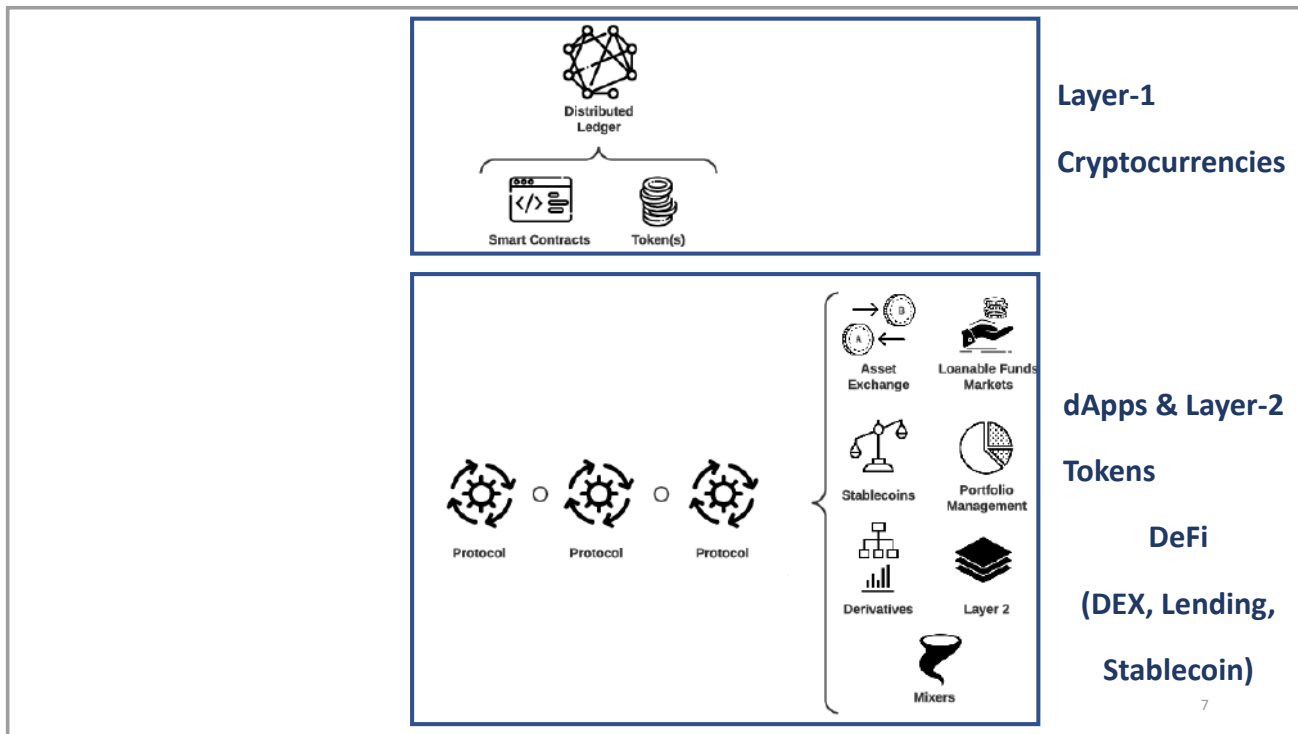 Distributed
Ledger
</>
Smart Contracts
Token(s)
Layer-1
Cryptocurrencies
Protocol
O
Protocol
O
Protocol
B
A
Asset
Exchange
Loanable Funds
Markets
Stablecoins
Portfolio
Management
Derivatives
Layer 2
Mixers
dApps & Layer-2
Tokens
DeFi
(DEX, Lending,
Stablecoin)
7